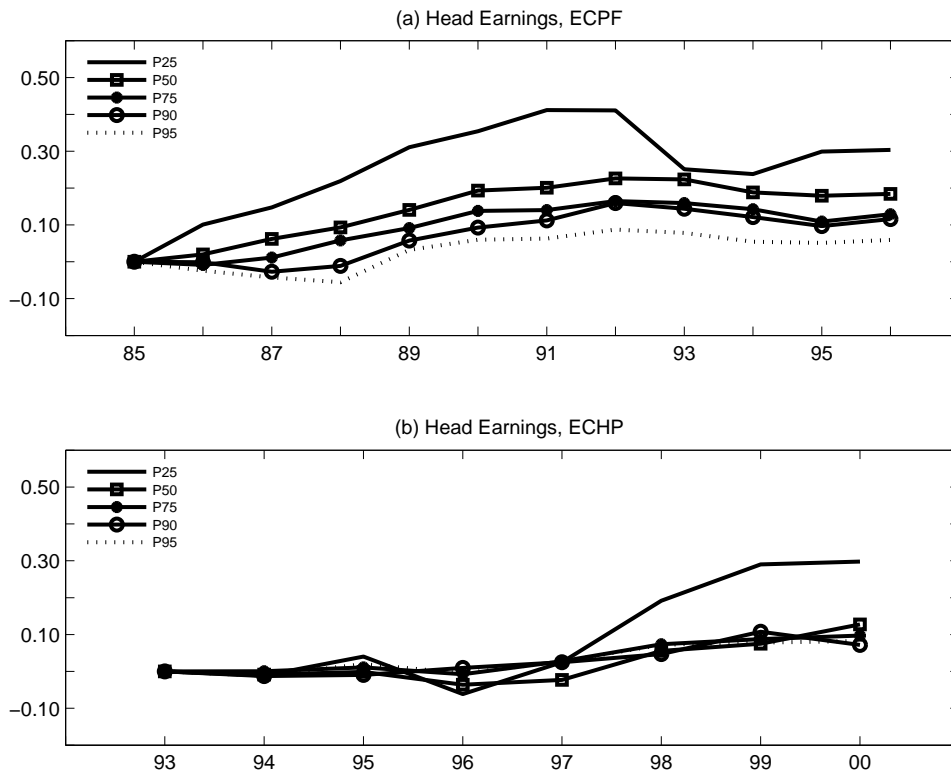 (a) Head Earnings, ECPF
P25
P50
P75
P90
P95
0.50
0.30
0.10
−0.10
85 87 89 91 93 95
(b) Head Earnings, ECHP
P25
P50
P75
P90
P95
0.50
0.30
0.10
−0.10
93 94 95 96 97 98 99 00